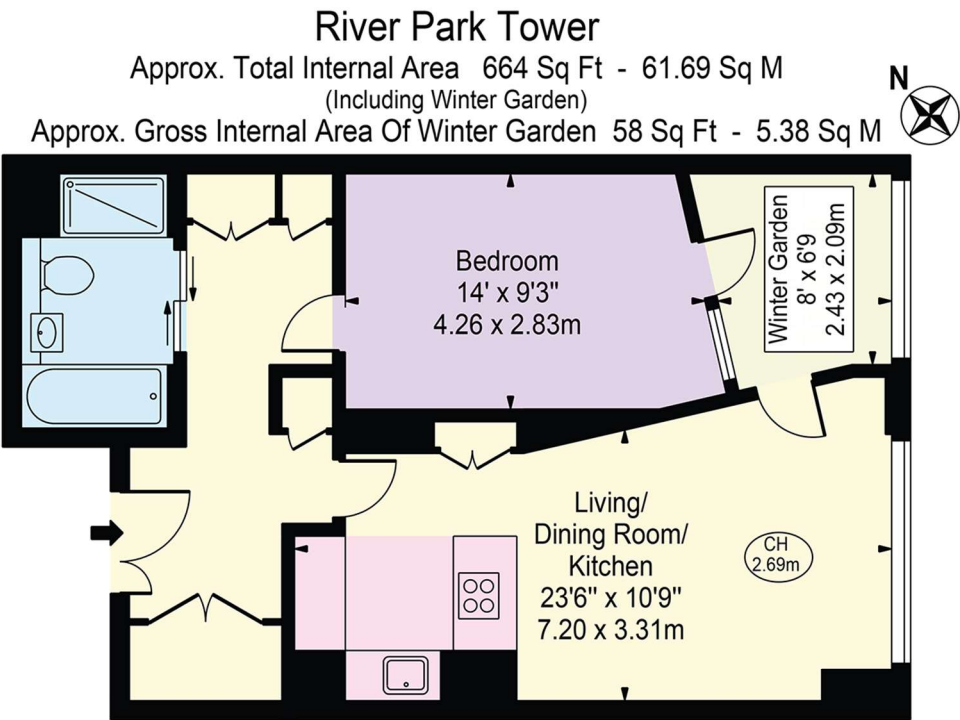 River Park Tower
Approx. Total Internal Area 664 Sq Ft - 61.69 Sq M
(Including Winter Garden)
Approx. Gross Internal Area Of Winter Garden 58 Sq Ft - 5.38 Sq M
N
Bedroom
14' x 9'3"
4.26 x 2.83m
Winter Garden
8' x 6'9
2.43 x 2.09m
Living/
Dining Room/
Kitchen
23'6" x 10'9"
7.20 x 3.31m
CH
2.69m